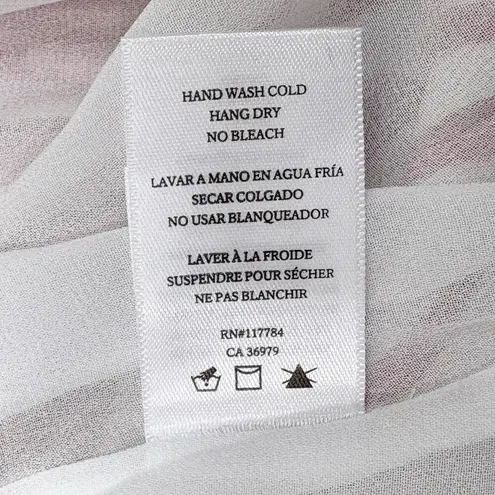 HAND WASH COLD
HANG DRY
NO BLEACH
LAVAR A MANO EN AGUA FRÍA
SECAR COLGADO
NO USAR BLANQUEADOR
LAVER À LA FROIDE
SUSPENDRE POUR SÉCHER
NE PAS BLANCHIR
RN#117784
CA 36979